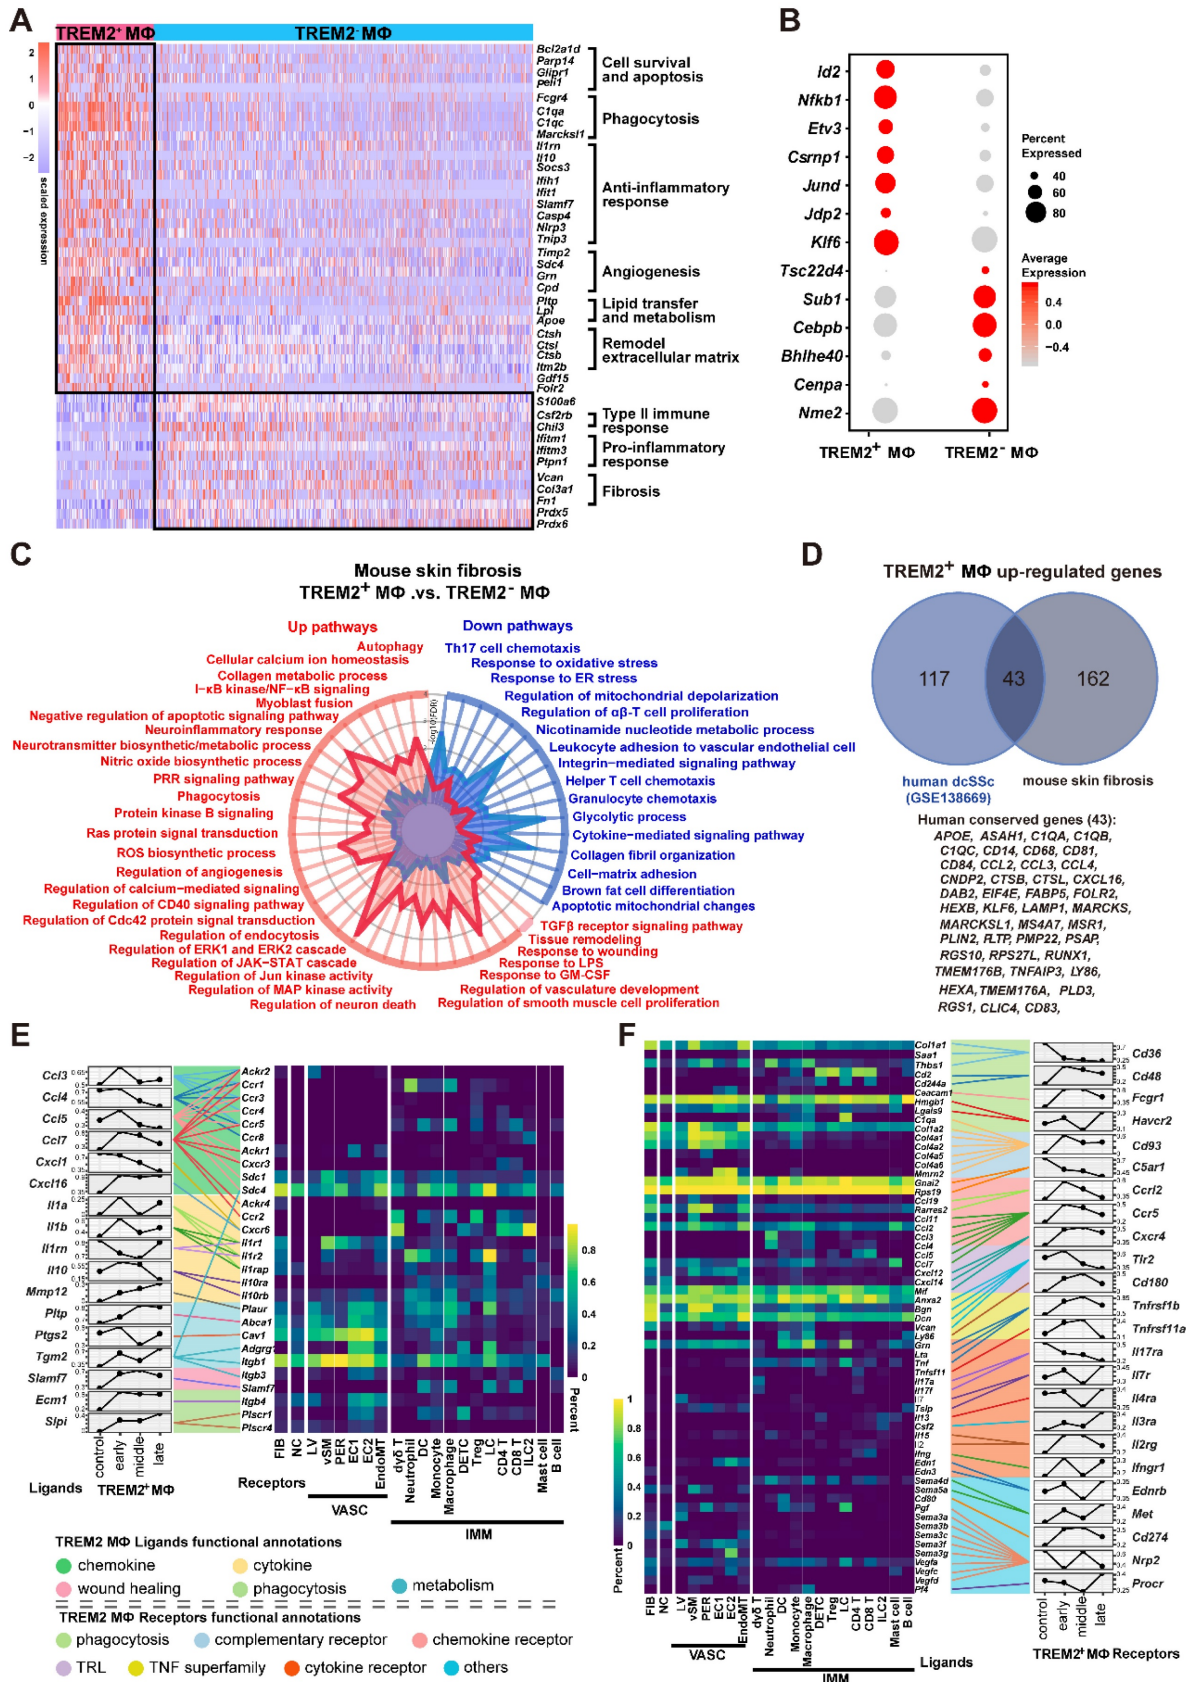 A
TREM2+ MΦ
TREM2- MΦ
2
1
0
−1
−2
scaled expression
Bcl2a1d
Parp14
Glipr1
Peli1
Fcgr4
C1qa
C1qc
Marcksl1
Il1rn
Il10
Socs3
Ifih1
Ifit1
Slamf7
Casp4
Nlrp3
Tnip3
Timp2
Sdc4
Grn
Cpd
Pltp
Lpl
Apoe
Ctsh
Ctsl
Ctsb
Itm2b
Gdf15
Folr2
S100a6
Csf2rb
Chil3
Ifitm1
Ifitm3
Ptpn1
Vcan
Col3a1
Fn1
Prdx5
Prdx6
Cell survival
and apoptosis
Phagocytosis
Anti-inflammatory
response
Angiogenesis
Lipid transfer
and metabolism
Remodel
extracellular matrix
Type II immune
response
Pro-inflammatory
response
Fibrosis
B
Id2
Nfkb1
Etv3
Csrnp1
Jund
Jdp2
Klf6
Tsc22d4
Sub1
Cebpb
Bhlhe40
Cenpa
Nme2
TREM2+ MΦ
TREM2- MΦ
Percent
Expressed
40
60
80
Average
Expression
0.4
0.0
−0.4
C
Mouse skin fibrosis
TREM2+ MΦ .vs. TREM2- MΦ
Up pathways
Autophagy
Cellular calcium ion homeostasis
Collagen metabolic process
I−κB kinase/NF−κB signaling
Myoblast fusion
Negative regulation of apoptotic signaling pathway
Neuroinflammatory response
Neurotransmitter biosynthetic/metabolic process
Nitric oxide biosynthetic process
PRR signaling pathway
Phagocytosis
Protein kinase B signaling
Ras protein signal transduction
ROS biosynthetic process
Regulation of angiogenesis
Regulation of calcium−mediated signaling
Regulation of CD40 signaling pathway
Regulation of Cdc42 protein signal transduction
Regulation of endocytosis
Regulation of ERK1 and ERK2 cascade
Regulation of JAK−STAT cascade
Regulation of Jun kinase activity
Regulation of MAP kinase activity
Regulation of neuron death
Down pathways
Th17 cell chemotaxis
Response to oxidative stress
Response to ER stress
Regulation of mitochondrial depolarization
Regulation of αβ-T cell proliferation
Nicotinamide nucleotide metabolic process
Leukocyte adhesion to vascular endothelial cell
Integrin−mediated signaling pathway
Helper T cell chemotaxis
Granulocyte chemotaxis
Glycolytic process
Cytokine−mediated signaling pathway
Collagen fibril organization
Cell−matrix adhesion
Brown fat cell differentiation
Apoptotic mitochondrial changes
TGFβ receptor signaling pathway
Tissue remodeling
Response to wounding
Response to LPS
Response to GM-CSF
Regulation of vasculature development
Regulation of smooth muscle cell proliferation
-log10(FDR)
D
TREM2+ MΦ up-regulated genes
117
43
162
human dcSSc
(GSE138669)
mouse skin fibrosis
Human conserved genes (43):
APOE, ASAH1, C1QA, C1QB,
C1QC, CD14, CD68, CD81,
CD84, CCL2, CCL3, CCL4,
CNDP2, CTSB, CTSL, CXCL16,
DAB2, EIF4E, FABP5, FOLR2,
HEXB, KLF6, LAMP1, MARCKS,
MARCKSL1, MS4A7, MSR1,
PLIN2, PLTP, PMP22, PSAP,
RGS10, RPS27L, RUNX1,
TMEM176B, TNFAIP3, LY86,
HEXA, TMEM176A, PLD3,
RGS1, CLIC4, CD83,
E
Ccl3
Ccl4
Ccl5
Ccl7
Cxcl1
Cxcl16
Il1a
Il1b
Il1rn
Il10
Mmp12
Pltp
Ptgs2
Tgm2
Slamf7
Ecm1
Slpi
control
early
middle
late
Ligands
TREM2+MΦ
Ackr2
Ccr1
Ccr3
Ccr4
Ccr5
Ccr8
Ackr1
Cxcr3
Sdc1
Sdc4
Ackr4
Ccr2
Cxcr6
Il1r1
Il1r2
Il1rap
Il10ra
Il10rb
Plaur
Abca1
Cav1
Adgrg1
Itgb1
Itgb3
Slamf7
Itgb4
Plscr1
Plscr4
Receptors
FIB
NC
LV
vSM
PER
EC1
EC2
EndoMT
dγδ T
Neutrophil
DC
Monocyte
Macrophage
DETC
Treg
LC
CD4 T
CD8 T
ILC2
Mast cell
B cell
VASC
IMM
0.8
0.6
0.4
0.2
0
Percent
TREM2 MΦ Ligands functional annotations
chemokine
cytokine
wound healing
phagocytosis
metabolism
TREM2 MΦ Receptors functional annotations
phagocytosis
complementary receptor
chemokine receptor
TRL
TNF superfamily
cytokine receptor
others
F
Col1a1
Saa1
Thbs1
Cd2
Cd244a
Ceacam1
Hmgb1
Lgals9
C1qa
Col1a2
Col4a1
Col4a2
Col4a5
Col4a6
Mmrn2
Gnai2
Rps19
Ccl19
Rarres2
Ccl11
Ccl2
Ccl3
Ccl4
Ccl5
Ccl7
Cxcl12
Cxcl14
Mif
Anxa2
Bgn
Dcn
Vcan
Ly86
Grn
Lta
Tnf
Tnfsf11
Il17a
Il17f
Il7
Tslp
Il13
Csf2
Il15
Il2
Ifng
Edn1
Edn3
Sema4d
Sema5a
Cd80
Pgf
Sema3a
Sema3b
Sema3c
Sema3f
Sema3g
Vegfa
Vegfc
Vegfd
Pf4
1
0.8
0.6
0.4
0.2
0
Percent
FIB
NC
LV
vSM
PER
EC1
EC2
EndoMT
dγδ T
Neutrophil
DC
Monocyte
Macrophage
DETC
Treg
LC
CD4 T
CD8 T
ILC2
Mast cell
B cell
VASC
IMM
Ligands
Cd36
Cd48
Fcgr1
Havcr2
Cd93
C5ar1
Ccrl2
Ccr5
Cxcr4
Tlr2
Cd180
Tnfrsf1b
Tnfrsf11a
Il17ra
Il7r
Il4ra
Il3ra
Il2rg
Ifngr1
Ednrb
Met
Cd274
Nrp2
Procr
control
early
middle
late
TREM2+MΦ Receptors